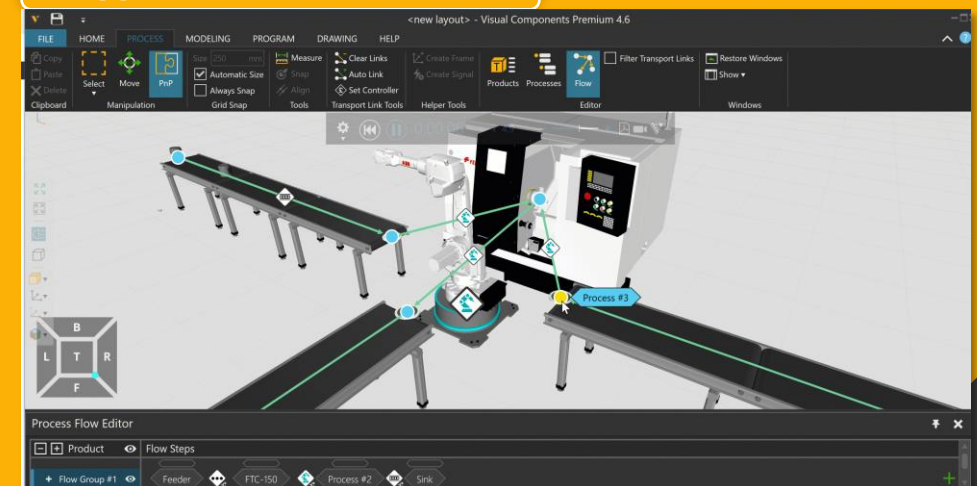 <new layout> - Visual Components Premium 4.6
FILE HOME PROCESS MODELING PROGRAM DRAWING HELP
Copy
Paste
Delete
Clipboard
Select Move PnP
Manipulation
Size 250 mm
Automatic Size
Always Snap
Grid Snap
Measure
Snap
Align
Tools
Clear Links
Auto Link
Set Controller
Transport Link Tools
Create Frame
Create Signal
Helper Tools
Products Processes Flow
Filter Transport Links
Editor
Restore Windows
Show
Windows
Process #3
B
L T R
F
Process Flow Editor
Product Flow Steps
+ Flow Group #1 Feeder FTC-150 Process #2 Sink